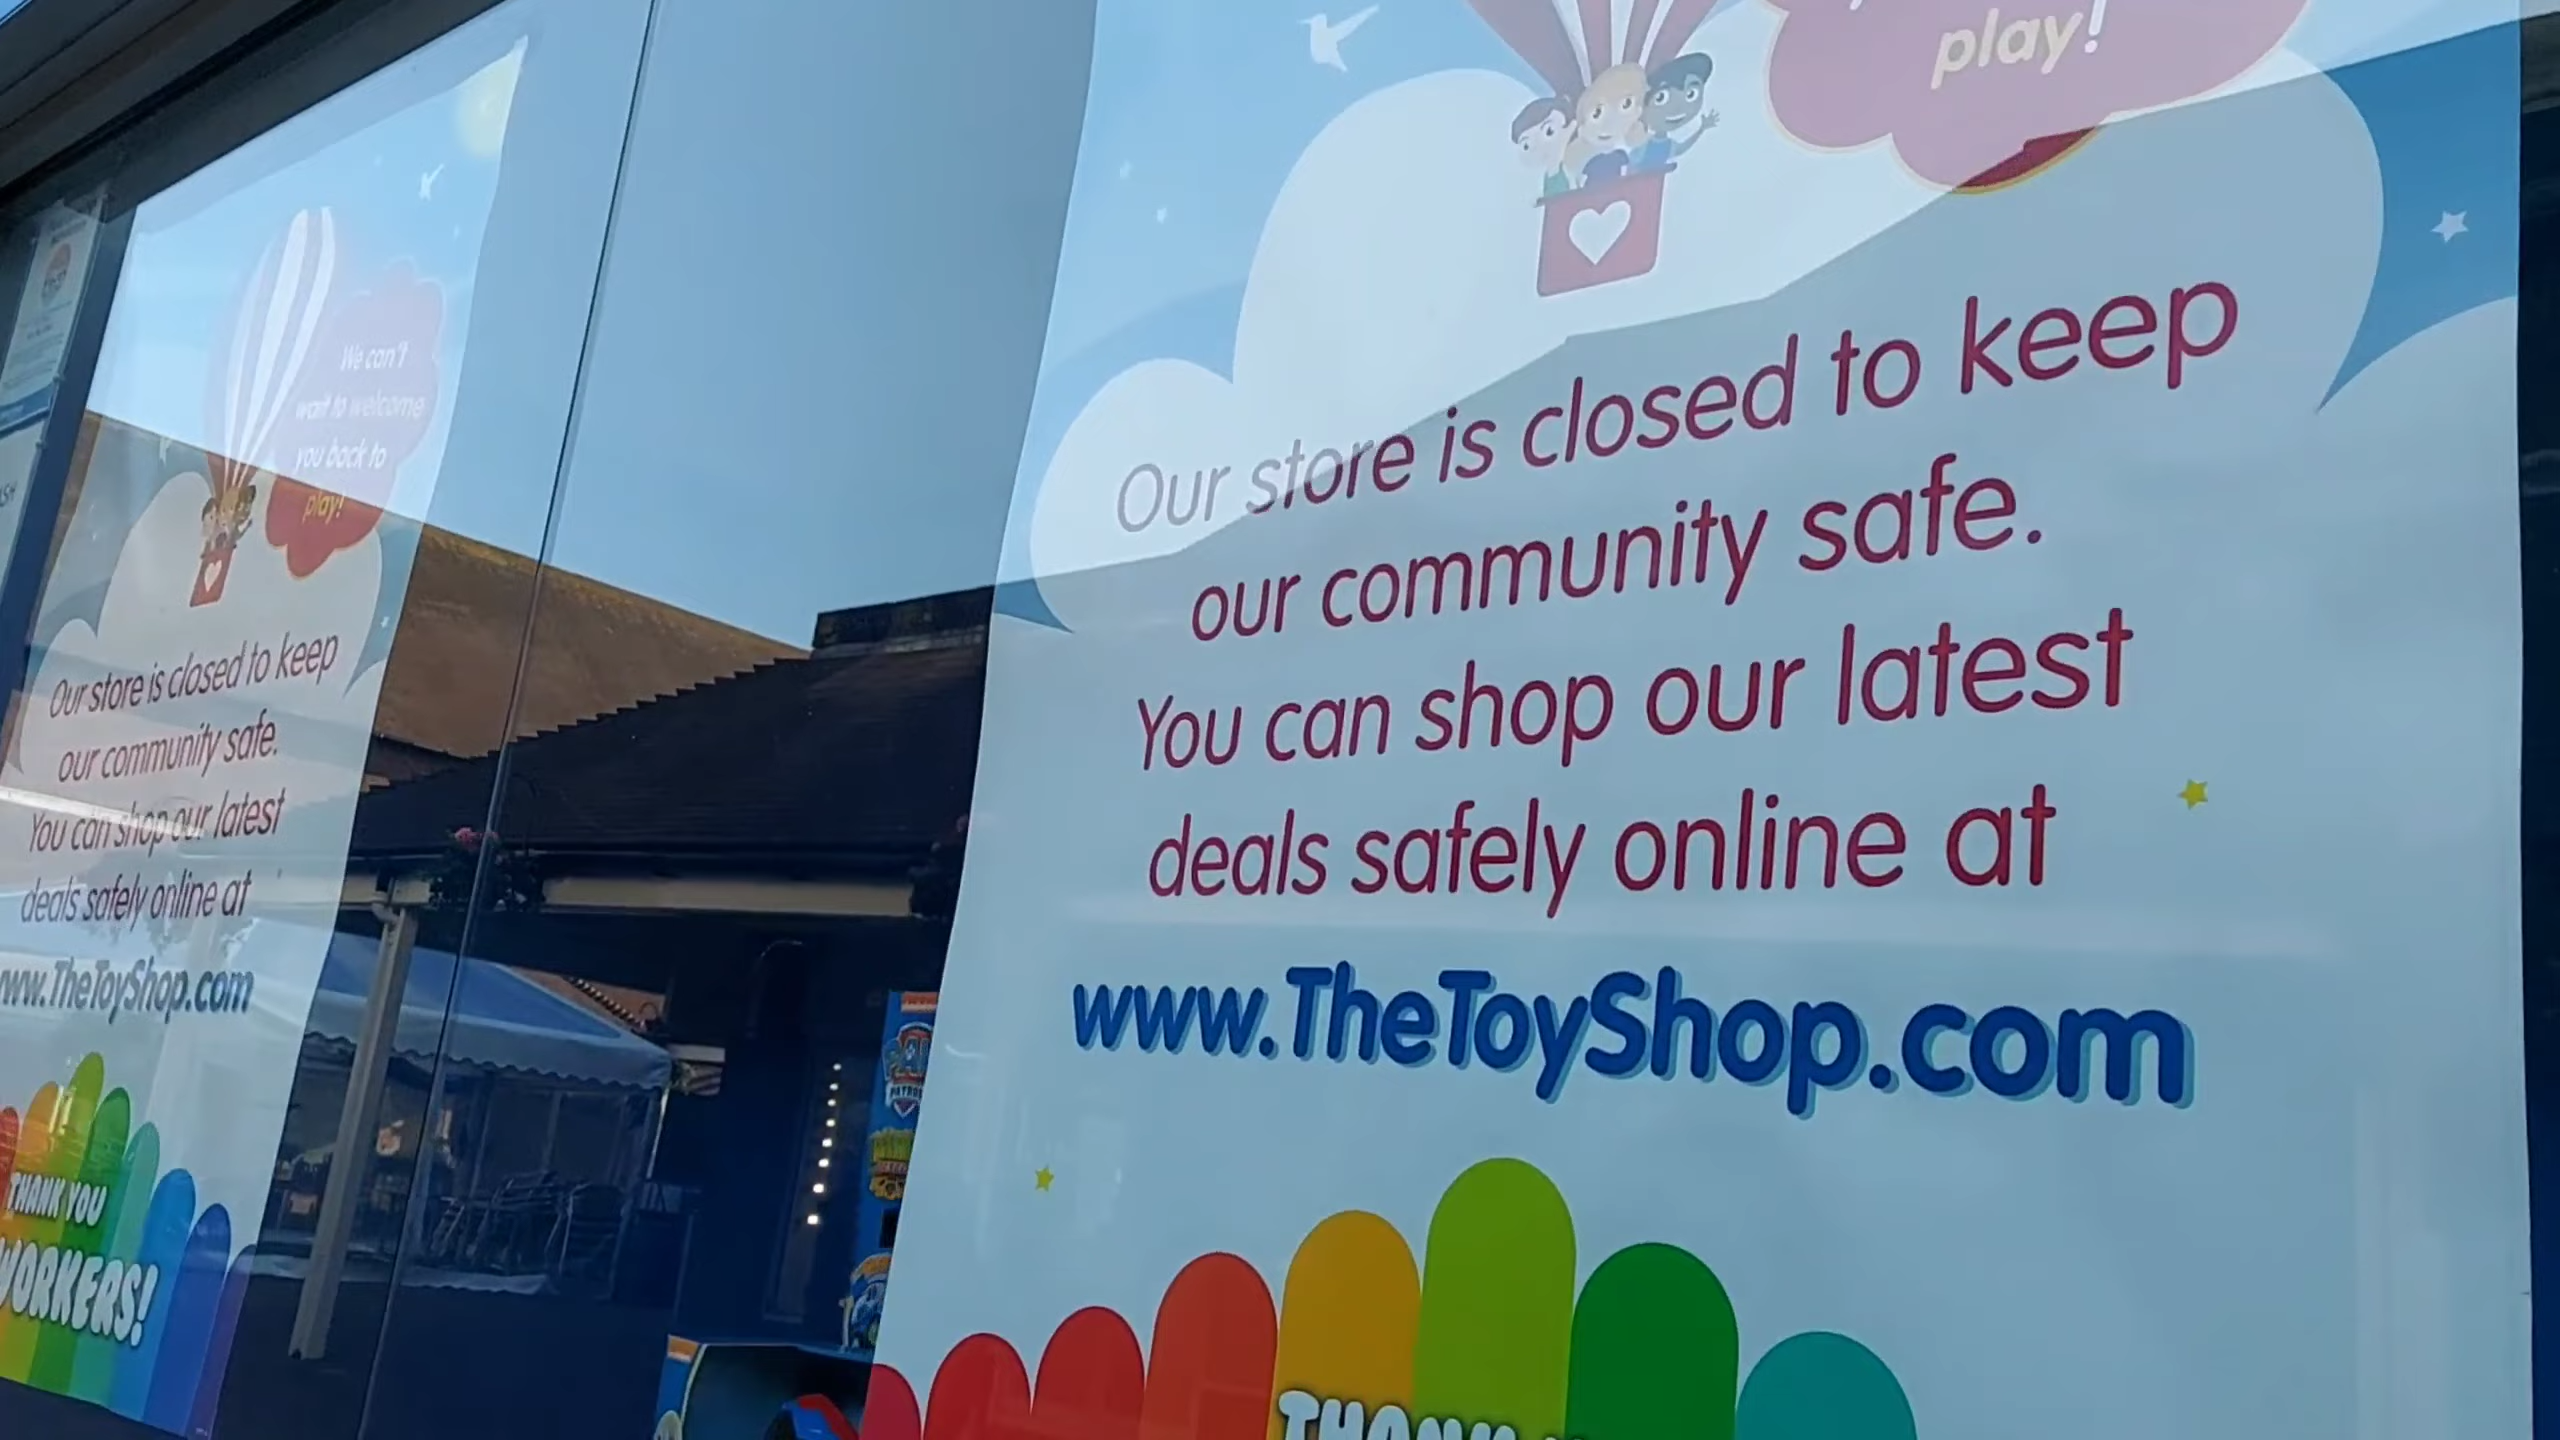 We can't
wait to welcome
you back to
play!
Our store is closed to keep
our community safe.
You can shop our latest
deals safely online at
www.TheToyShop.com
THANK YOU
WORKERS!
play!
Our store is closed to keep
our community safe.
You can shop our latest
deals safely online at
www.TheToyShop.com
THANK